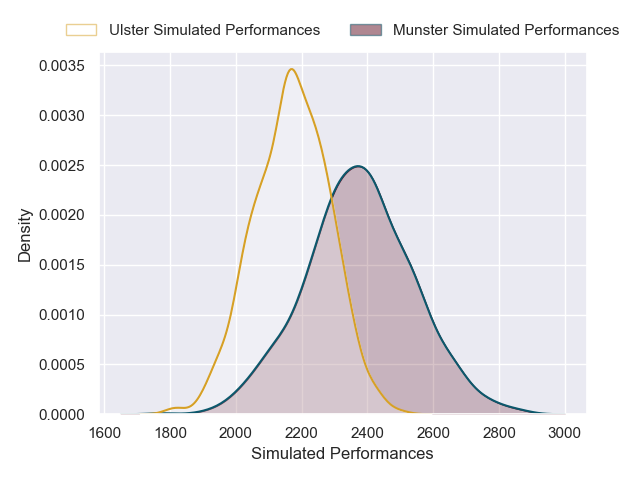 Ulster Simulated Performances Munster Simulated Performances
0.0035
0.0030
0.0025
0.0020
0.0015
0.0010
0.0005
0.0000
Density
1600 1800 2000 2200 2400 2600 2800 3000
Simulated Performances